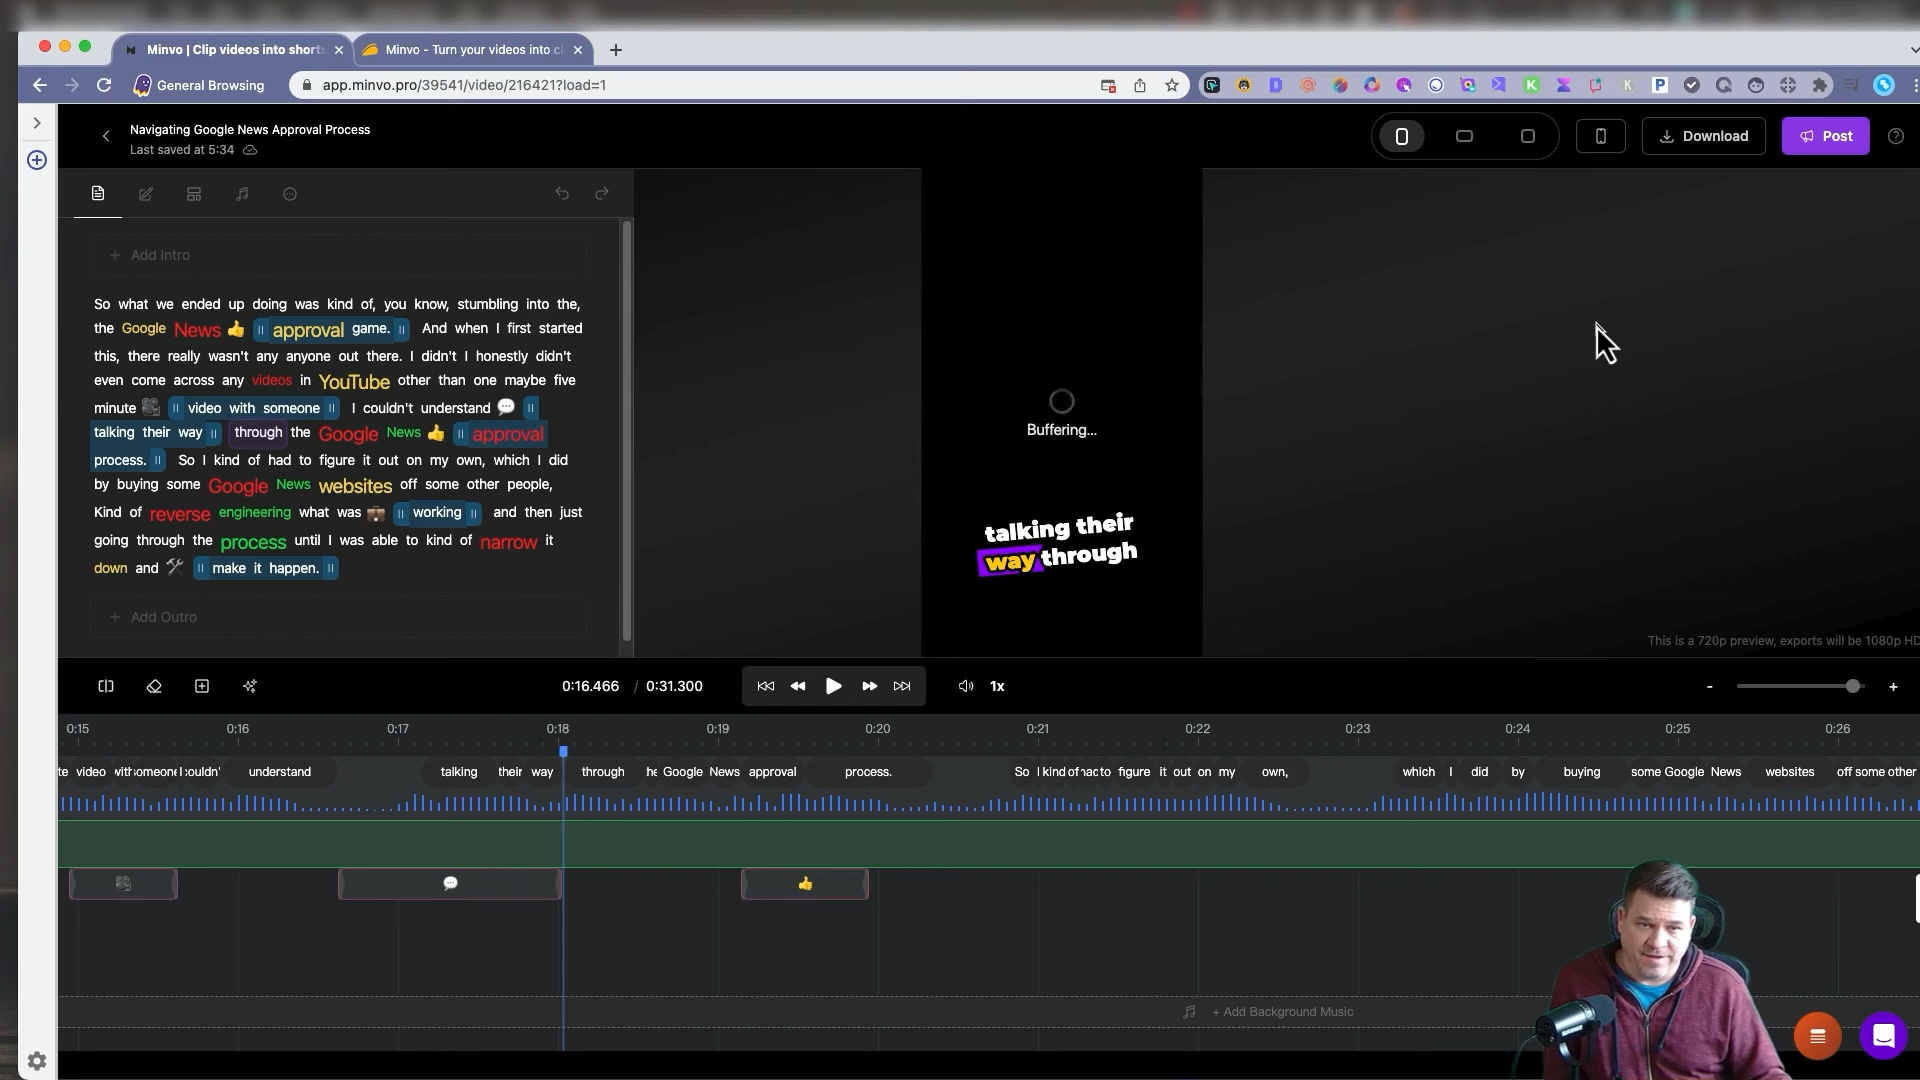 Minvo | Clip videos into shorts
Minvo - Turn your videos into cl
General Browsing
app.minvo.pro/39541/video/216421?load=1
Navigating Google News Approval Process
Last saved at 5:34
Download
Post
+ Add Intro
So what we ended up doing was kind of, you know, stumbling into the,
the Google News 👍 approval game. And when I first started
this, there really wasn't any anyone out there. I didn't I honestly didn't
even come across any videos in YouTube other than one maybe five
minute 🎥 video with someone I couldn't understand 💬
talking their way through the Google News 👍 approval
process. So I kind of had to figure it out on my own, which I did
by buying some Google News websites off some other people,
Kind of reverse engineering what was 💼 working and then just
going through the process until I was able to kind of narrow it
down and 🛠 make it happen.
+ Add Outro
Buffering...
talking their
way through
This is a 720p preview, exports will be 1080p HD
0:16.466 / 0:31.300
1x
- +
0:15 0:16 0:17 0:18 0:19 0:20 0:21 0:22 0:23 0:24 0:25 0:26
te video understand talking their way through Google News approval process. So I kind of figure it out on my own, which I did by buying some Google News websites off some other
+ Add Background Music